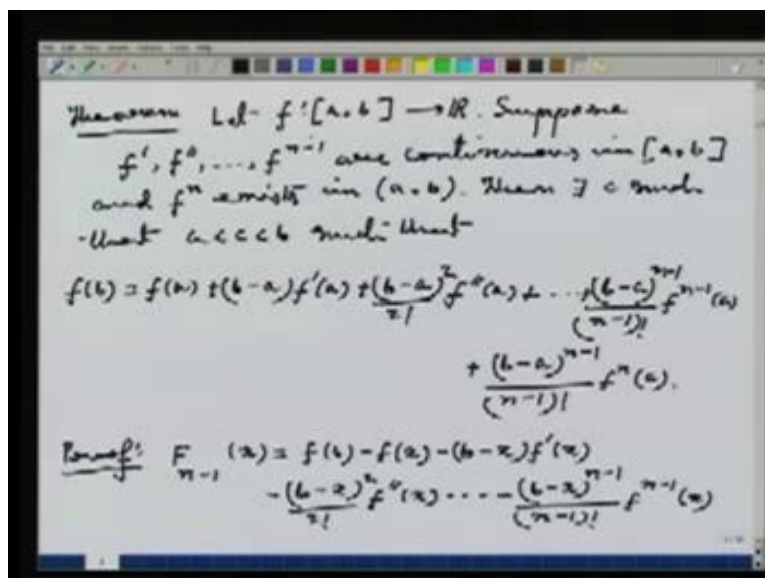 Theorem Let f: [a,b] → R. Suppose
f', f'', ..., f^{n-1} are continuous in [a,b]
and f^n exists in (a,b). Then ∃ c such
that a<c<b such that
f(b) = f(a) + (b-a)f'(a) + (b-a)^2/2! f''(a) + ... + (b-a)^{n-1}/(n-1)! f^{n-1}(a)
+ (b-a)^{n-1}/(n-1)! f^n(c).
Proof: F_{n-1}(x) = f(b) - f(x) - (b-x)f'(x)
- (b-x)^2/2! f''(x) ---- - (b-x)^{n-1}/(n-1)! f^{n-1}(x)